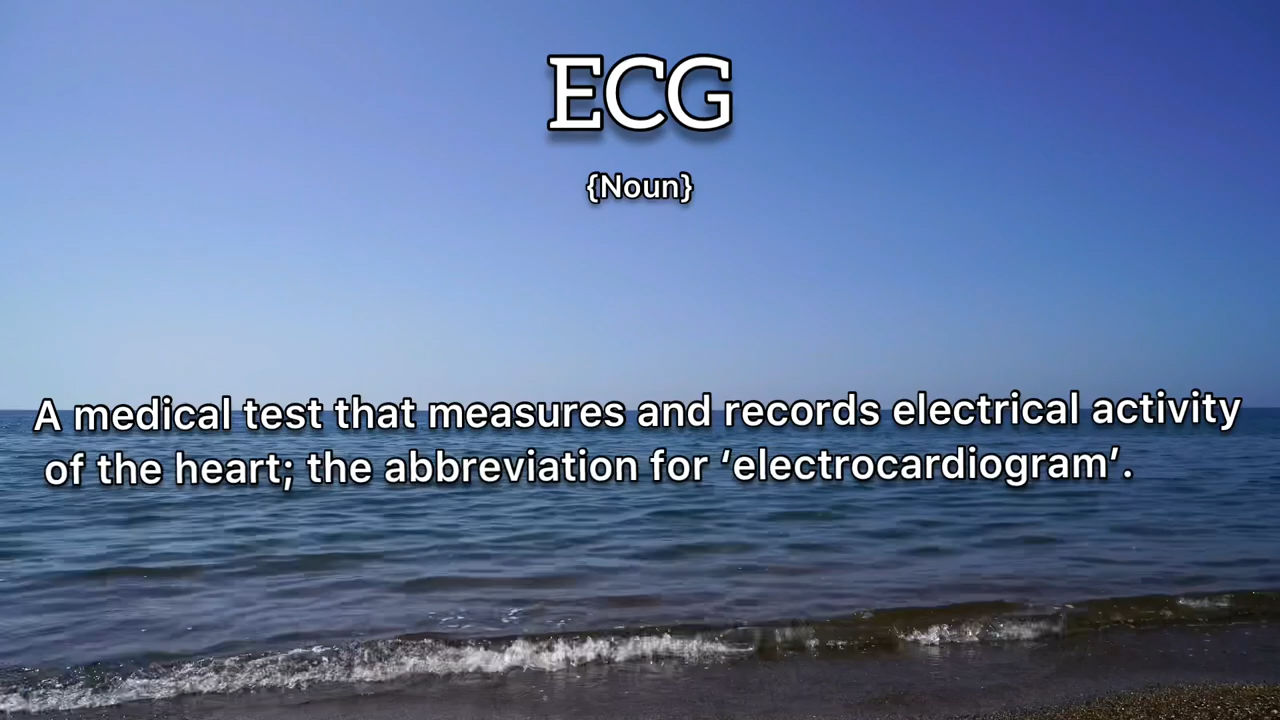 ECG
{Noun}
A medical test that measures and records electrical activity
of the heart; the abbreviation for ‘electrocardiogram’.